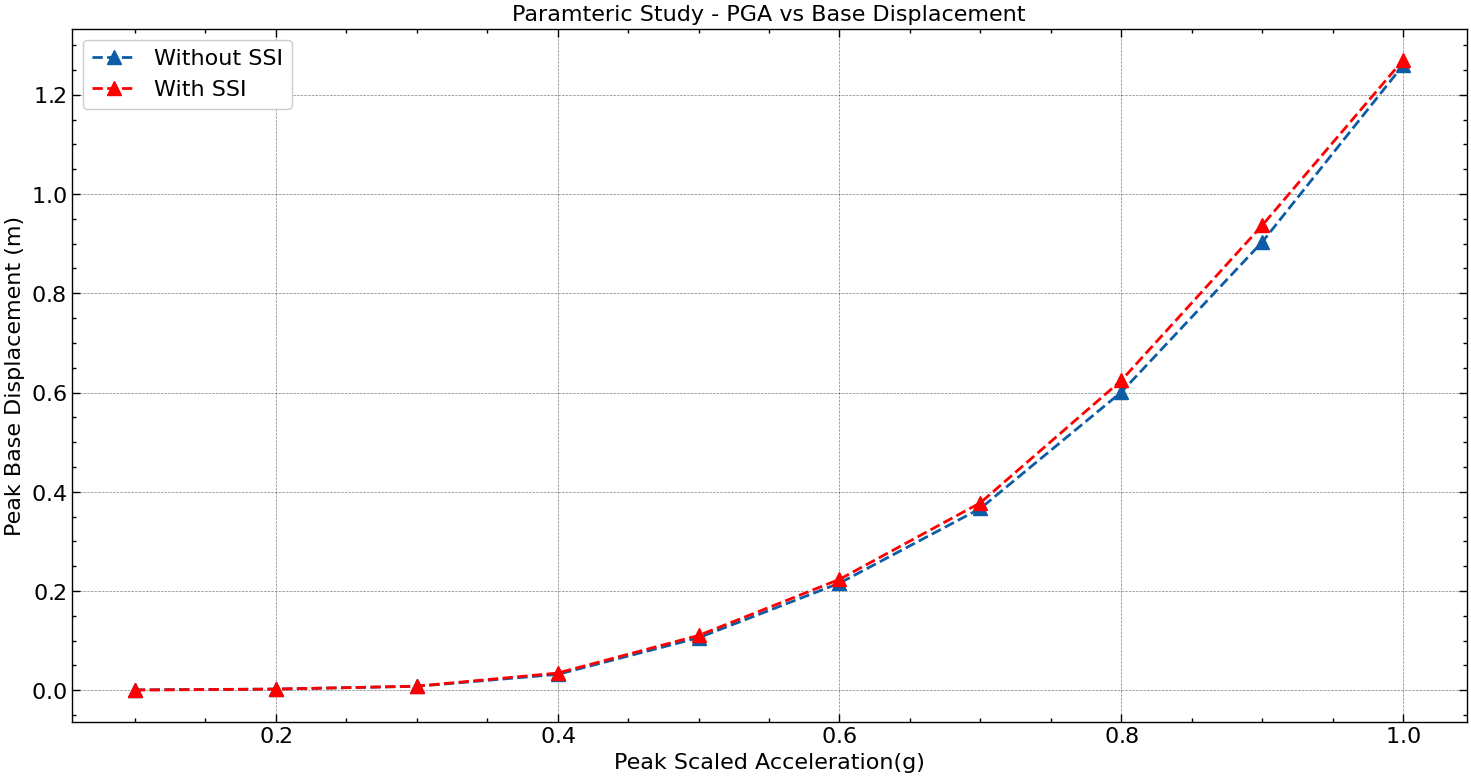 Paramteric Study - PGA vs Base Displacement
Without SSI
With SSI
Peak Base Displacement (m)
1.2
1.0
0.8
0.6
0.4
0.2
0.0
0.2
0.4
0.6
0.8
1.0
Peak Scaled Acceleration(g)